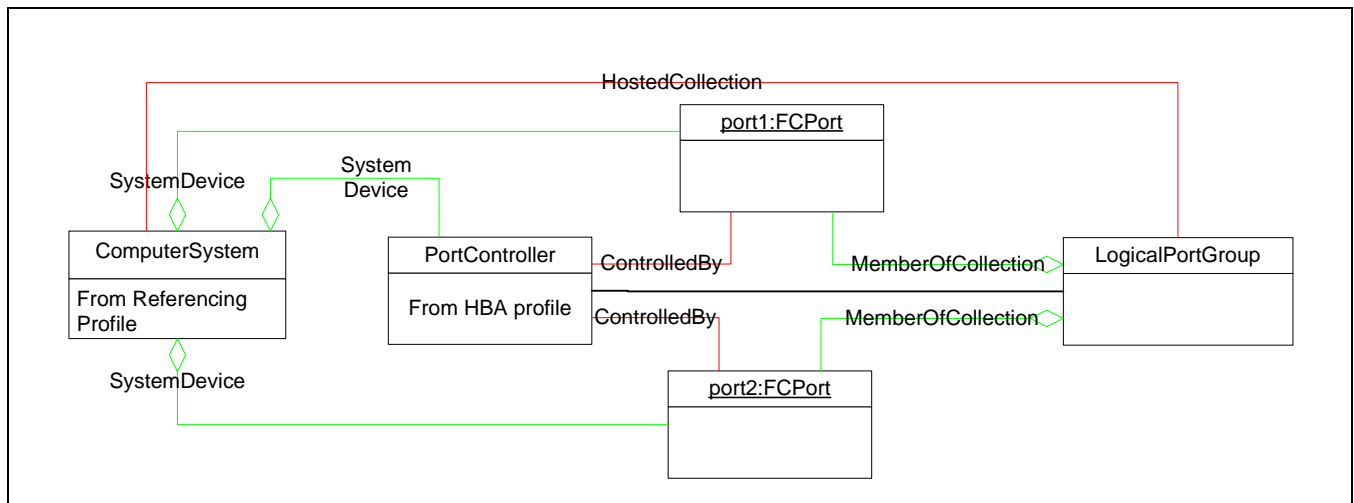 HostedCollection
port1:FCPort
System
Device
SystemDevice
ComputerSystem
From Referencing
Profile
PortController
From HBA profile
ControlledBy
MemberOfCollection
LogicalPortGroup
ControlledBy
MemberOfCollection
SystemDevice
port2:FCPort